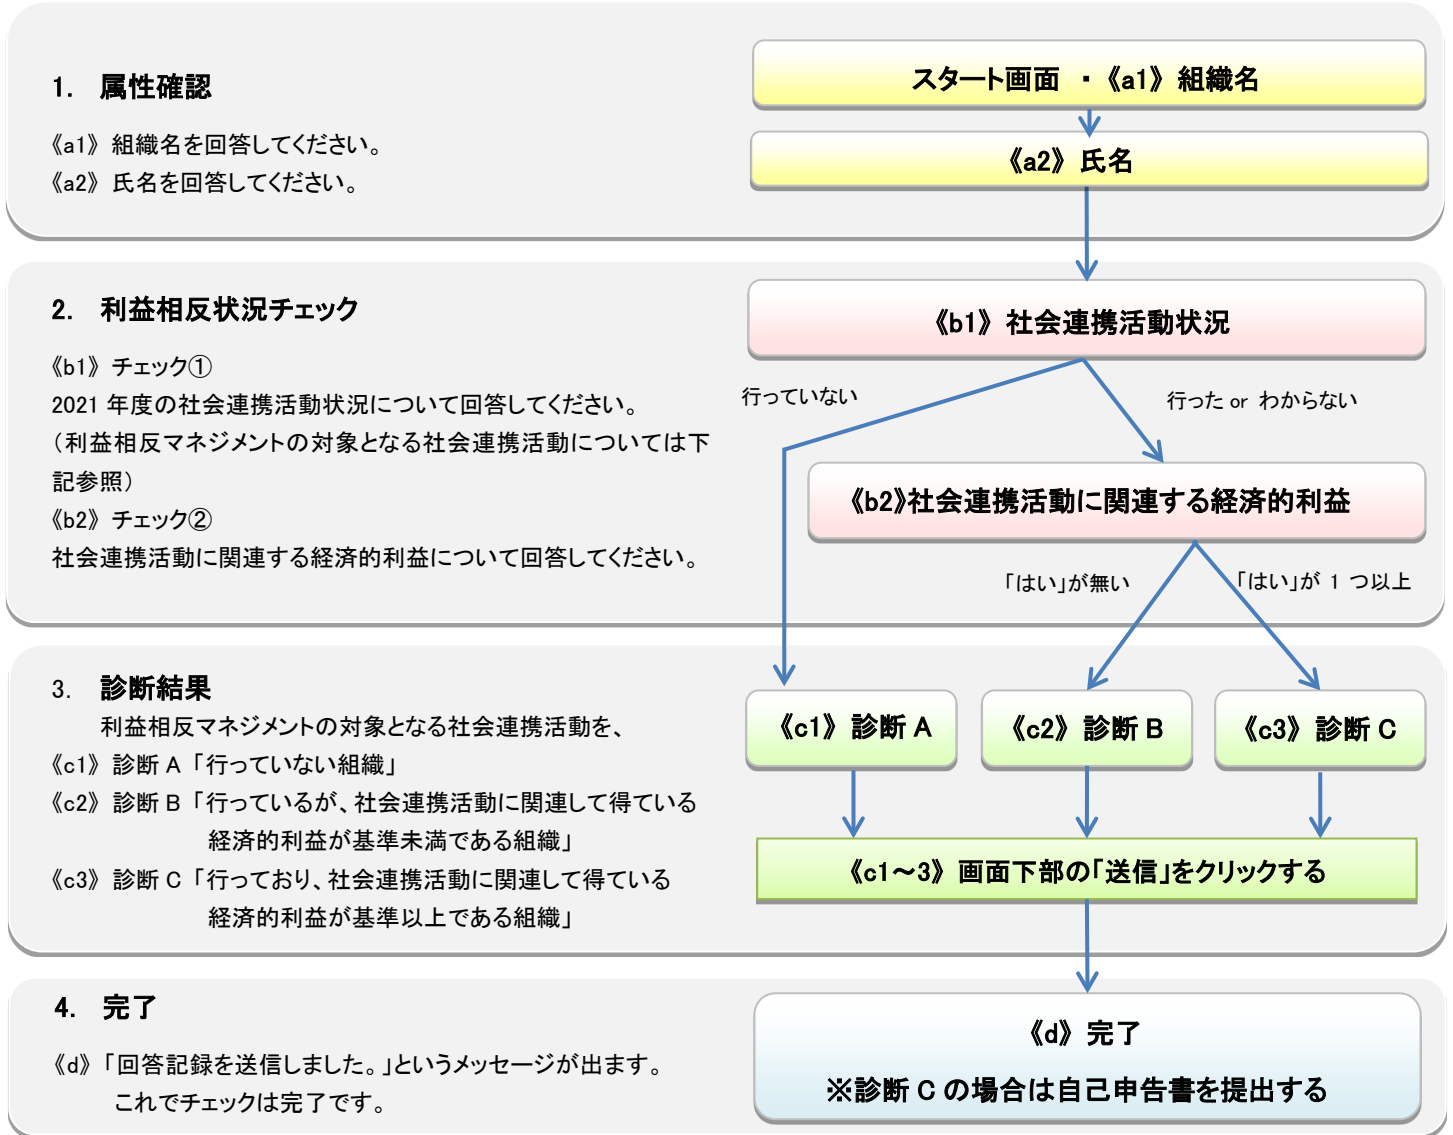 1. 属性確認
《a1》 組織名を回答してください。
《a2》 氏名を回答してください。
スタート画面 ・ 《a1》 組織名
《a2》 氏名
2. 利益相反状況チェック
《b1》 チェック①
2021 年度の社会連携活動状況について回答してください。
（利益相反マネジメントの対象となる社会連携活動については下
記参照）
《b2》 チェック②
社会連携活動に関連する経済的利益について回答してください。
《b1》 社会連携活動状況
行っていない
行った or わからない
《b2》社会連携活動に関連する経済的利益
「はい」が無い
「はい」が 1 つ以上
3. 診断結果
利益相反マネジメントの対象となる社会連携活動を、
《c1》 診断 A 「行っていない組織」
《c2》 診断 B 「行っているが、社会連携活動に関連して得ている
経済的利益が基準未満である組織」
《c3》 診断 C 「行っており、社会連携活動に関連して得ている
経済的利益が基準以上である組織」
《c1》 診断 A
《c2》 診断 B
《c3》 診断 C
《c1～3》 画面下部の「送信」をクリックする
4. 完了
《d》 「回答記録を送信しました。」というメッセージが出ます。
これでチェックは完了です。
《d》 完了
※診断 C の場合は自己申告書を提出する